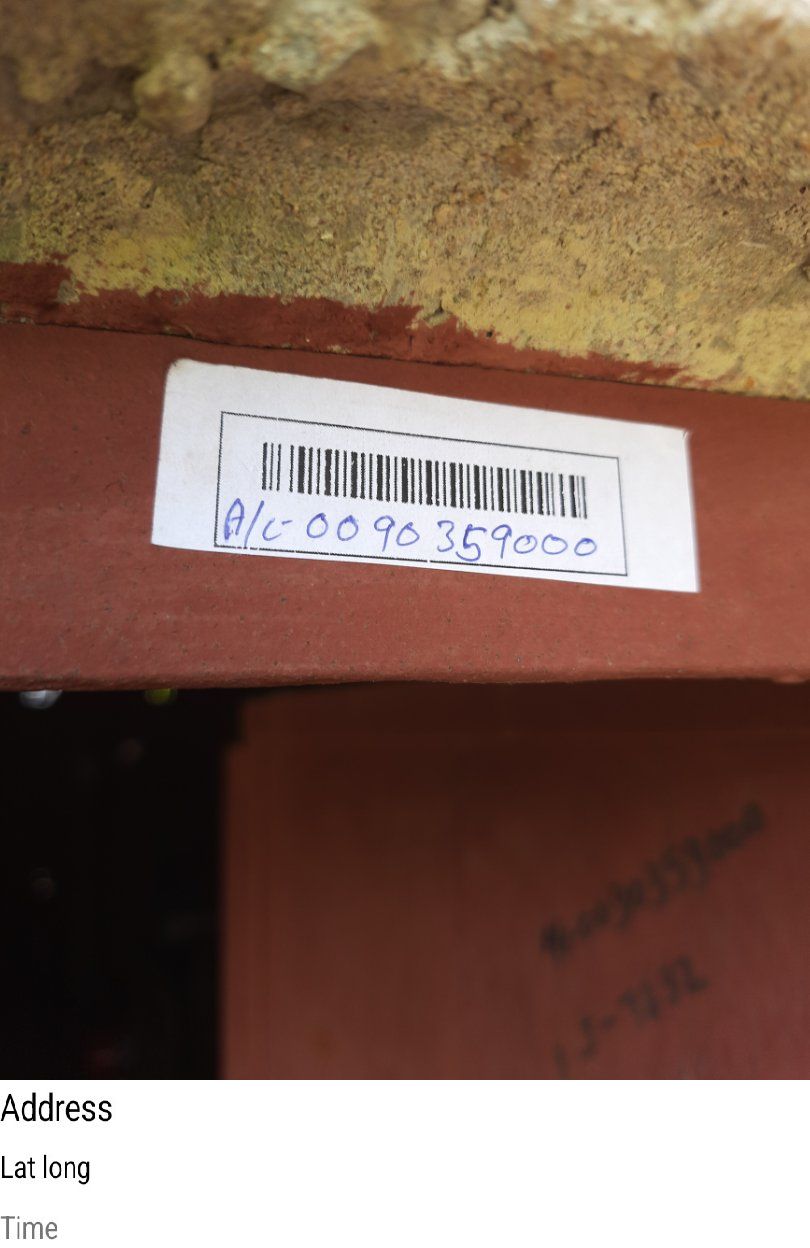 A/c- 0090359000
Address
Lat long
Time